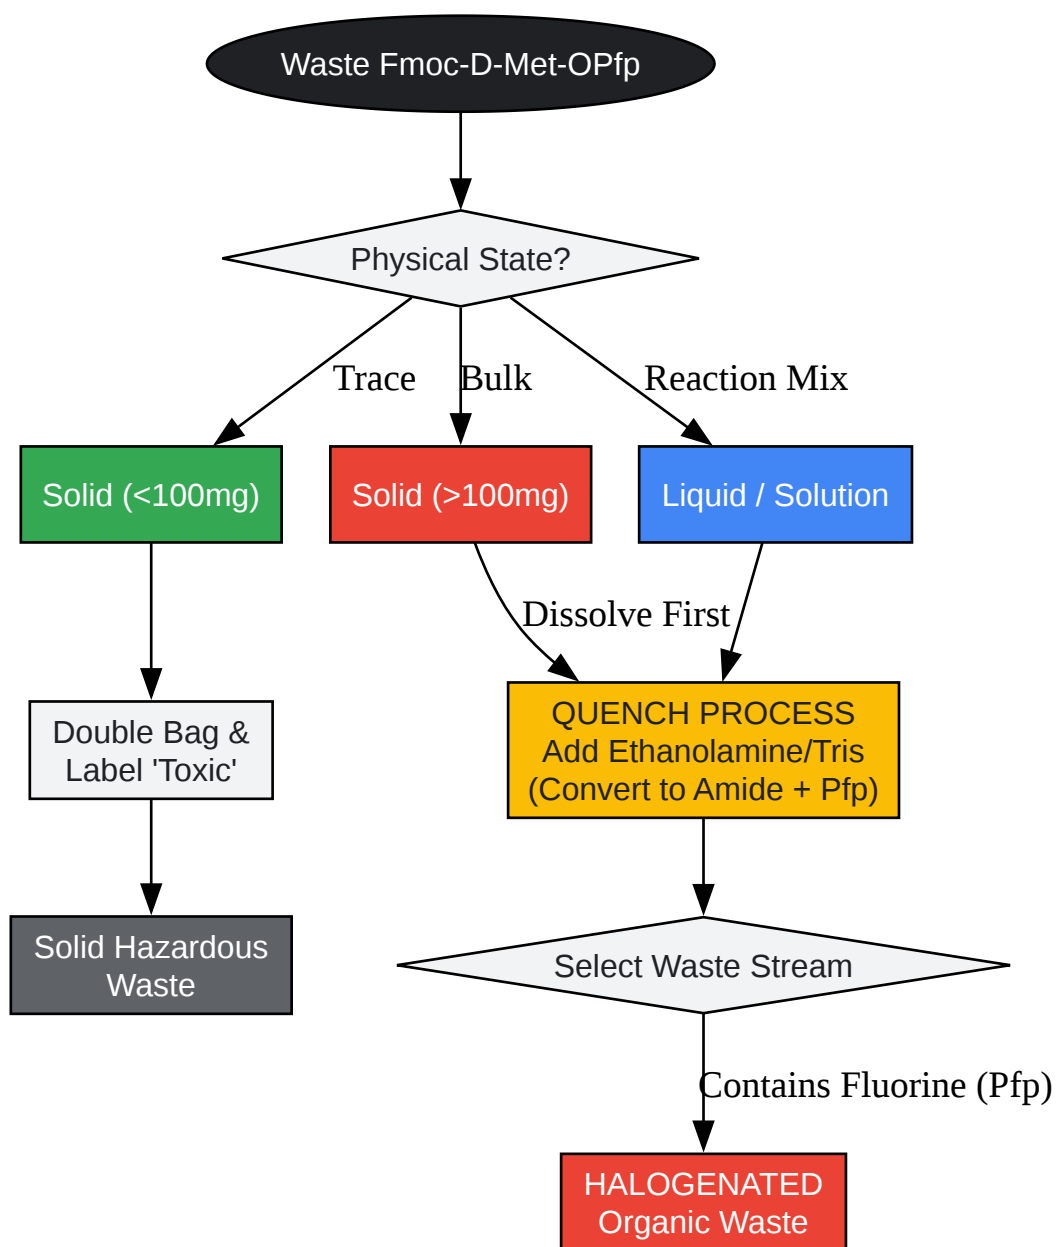 Waste Fmoc-D-Met-OPfp
Physical State?
Trace
Bulk
Reaction Mix
Solid (<100mg)
Solid (>100mg)
Liquid / Solution
Dissolve First
Double Bag &
Label 'Toxic'
QUENCH PROCESS
Add Ethanolamine/Tris
(Convert to Amide + Pfp)
Solid Hazardous
Waste
Select Waste Stream
Contains Fluorine (Pfp)
HALOGENATED
Organic Waste